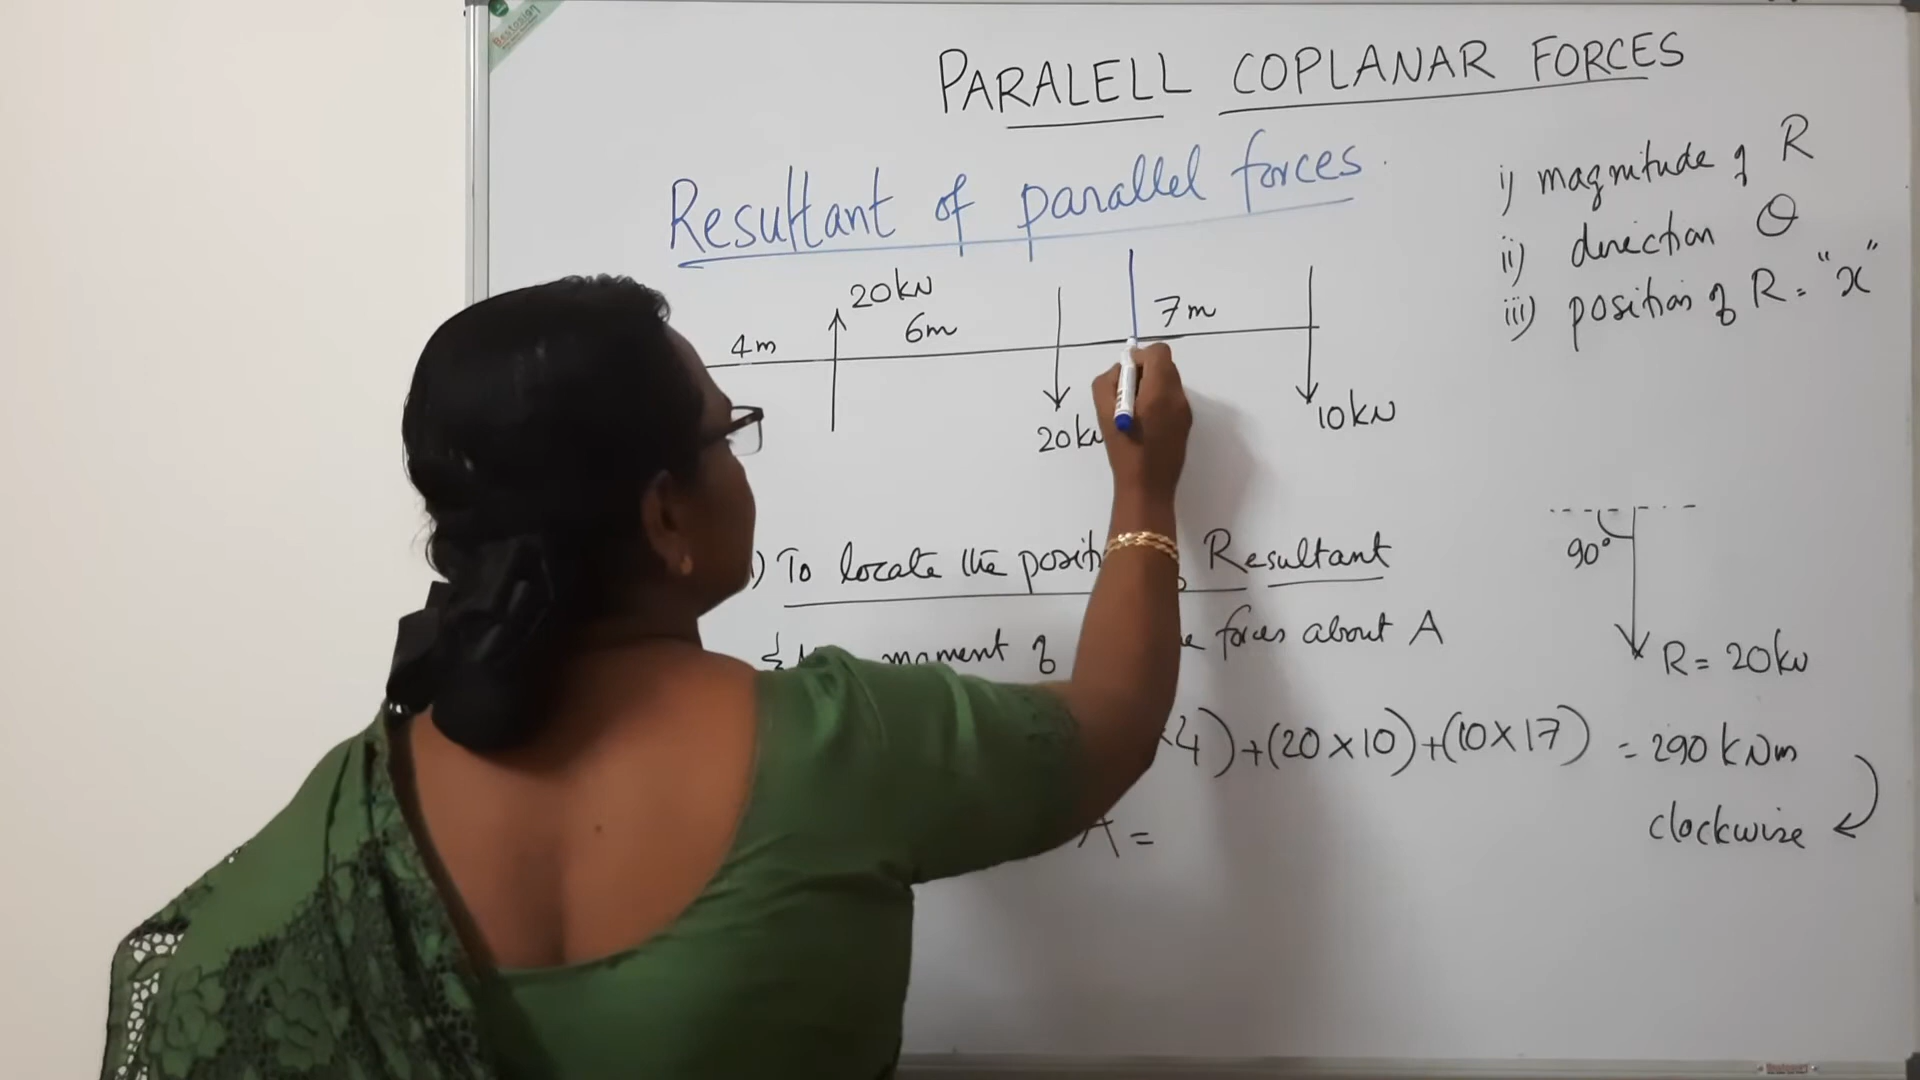 PARALELL COPLANAR FORCES
Resultant of parallel forces
i) magnitude of R
ii) direction θ
iii) position of R = "x"
20kN
4m
6m
7m
20kN
10kN
) To locate the positi Resultant
moment of forces about A
90°
R = 20kN
×4)+(20×10)+(10×17) = 290 kNm
clockwise
A =
Bestosign